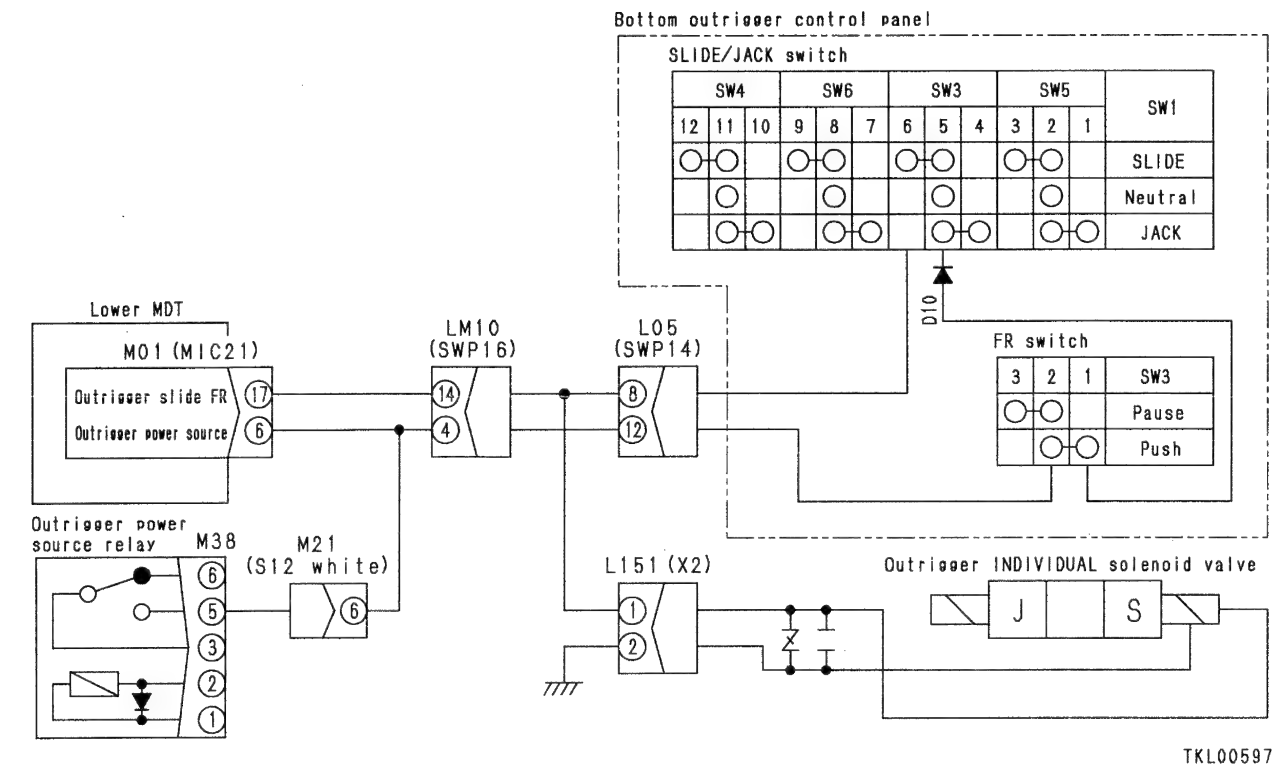 Bottom outrigger control panel
SLIDE/JACK switch
SW4 SW6 SW3 SW5 SW1
12 11 10 9 8 7 6 5 4 3 2 1
SLIDE
Neutral
JACK
D10
Lower MDT
M01 (MIC21)
Outrigger slide FR 17
Outrigger power source 6
LM10
(SWP16)
14
4
L05
(SWP14)
8
12
FR switch
3 2 1 SW3
Pause
Push
Outrigger power
source relay
M38
6
5
3
2
1
M21
(S12 white)
6
L151 (X2)
1
2
Outrigger INDIVIDUAL solenoid valve
J S
TKL00597